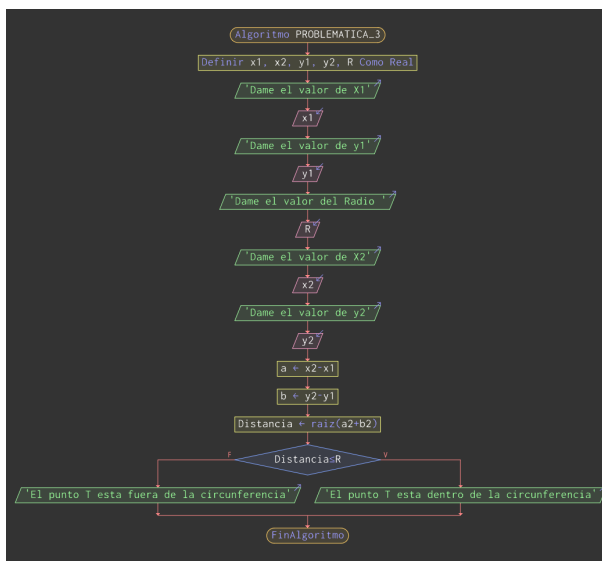 Algoritmo PROBLEMATICA_3
Definir x1, x2, y1, y2, R Como Real
'Dame el valor de X1'
x1
'Dame el valor de y1'
y1
'Dame el valor del Radio '
R
'Dame el valor de X2'
x2
'Dame el valor de y2'
y2
a ← x2-x1
b ← y2-y1
Distancia ← raiz(a2+b2)
F Distancia≤R V
'El punto T esta fuera de la circunferencia' 'El punto T esta dentro de la circunferencia'
FinAlgoritmo